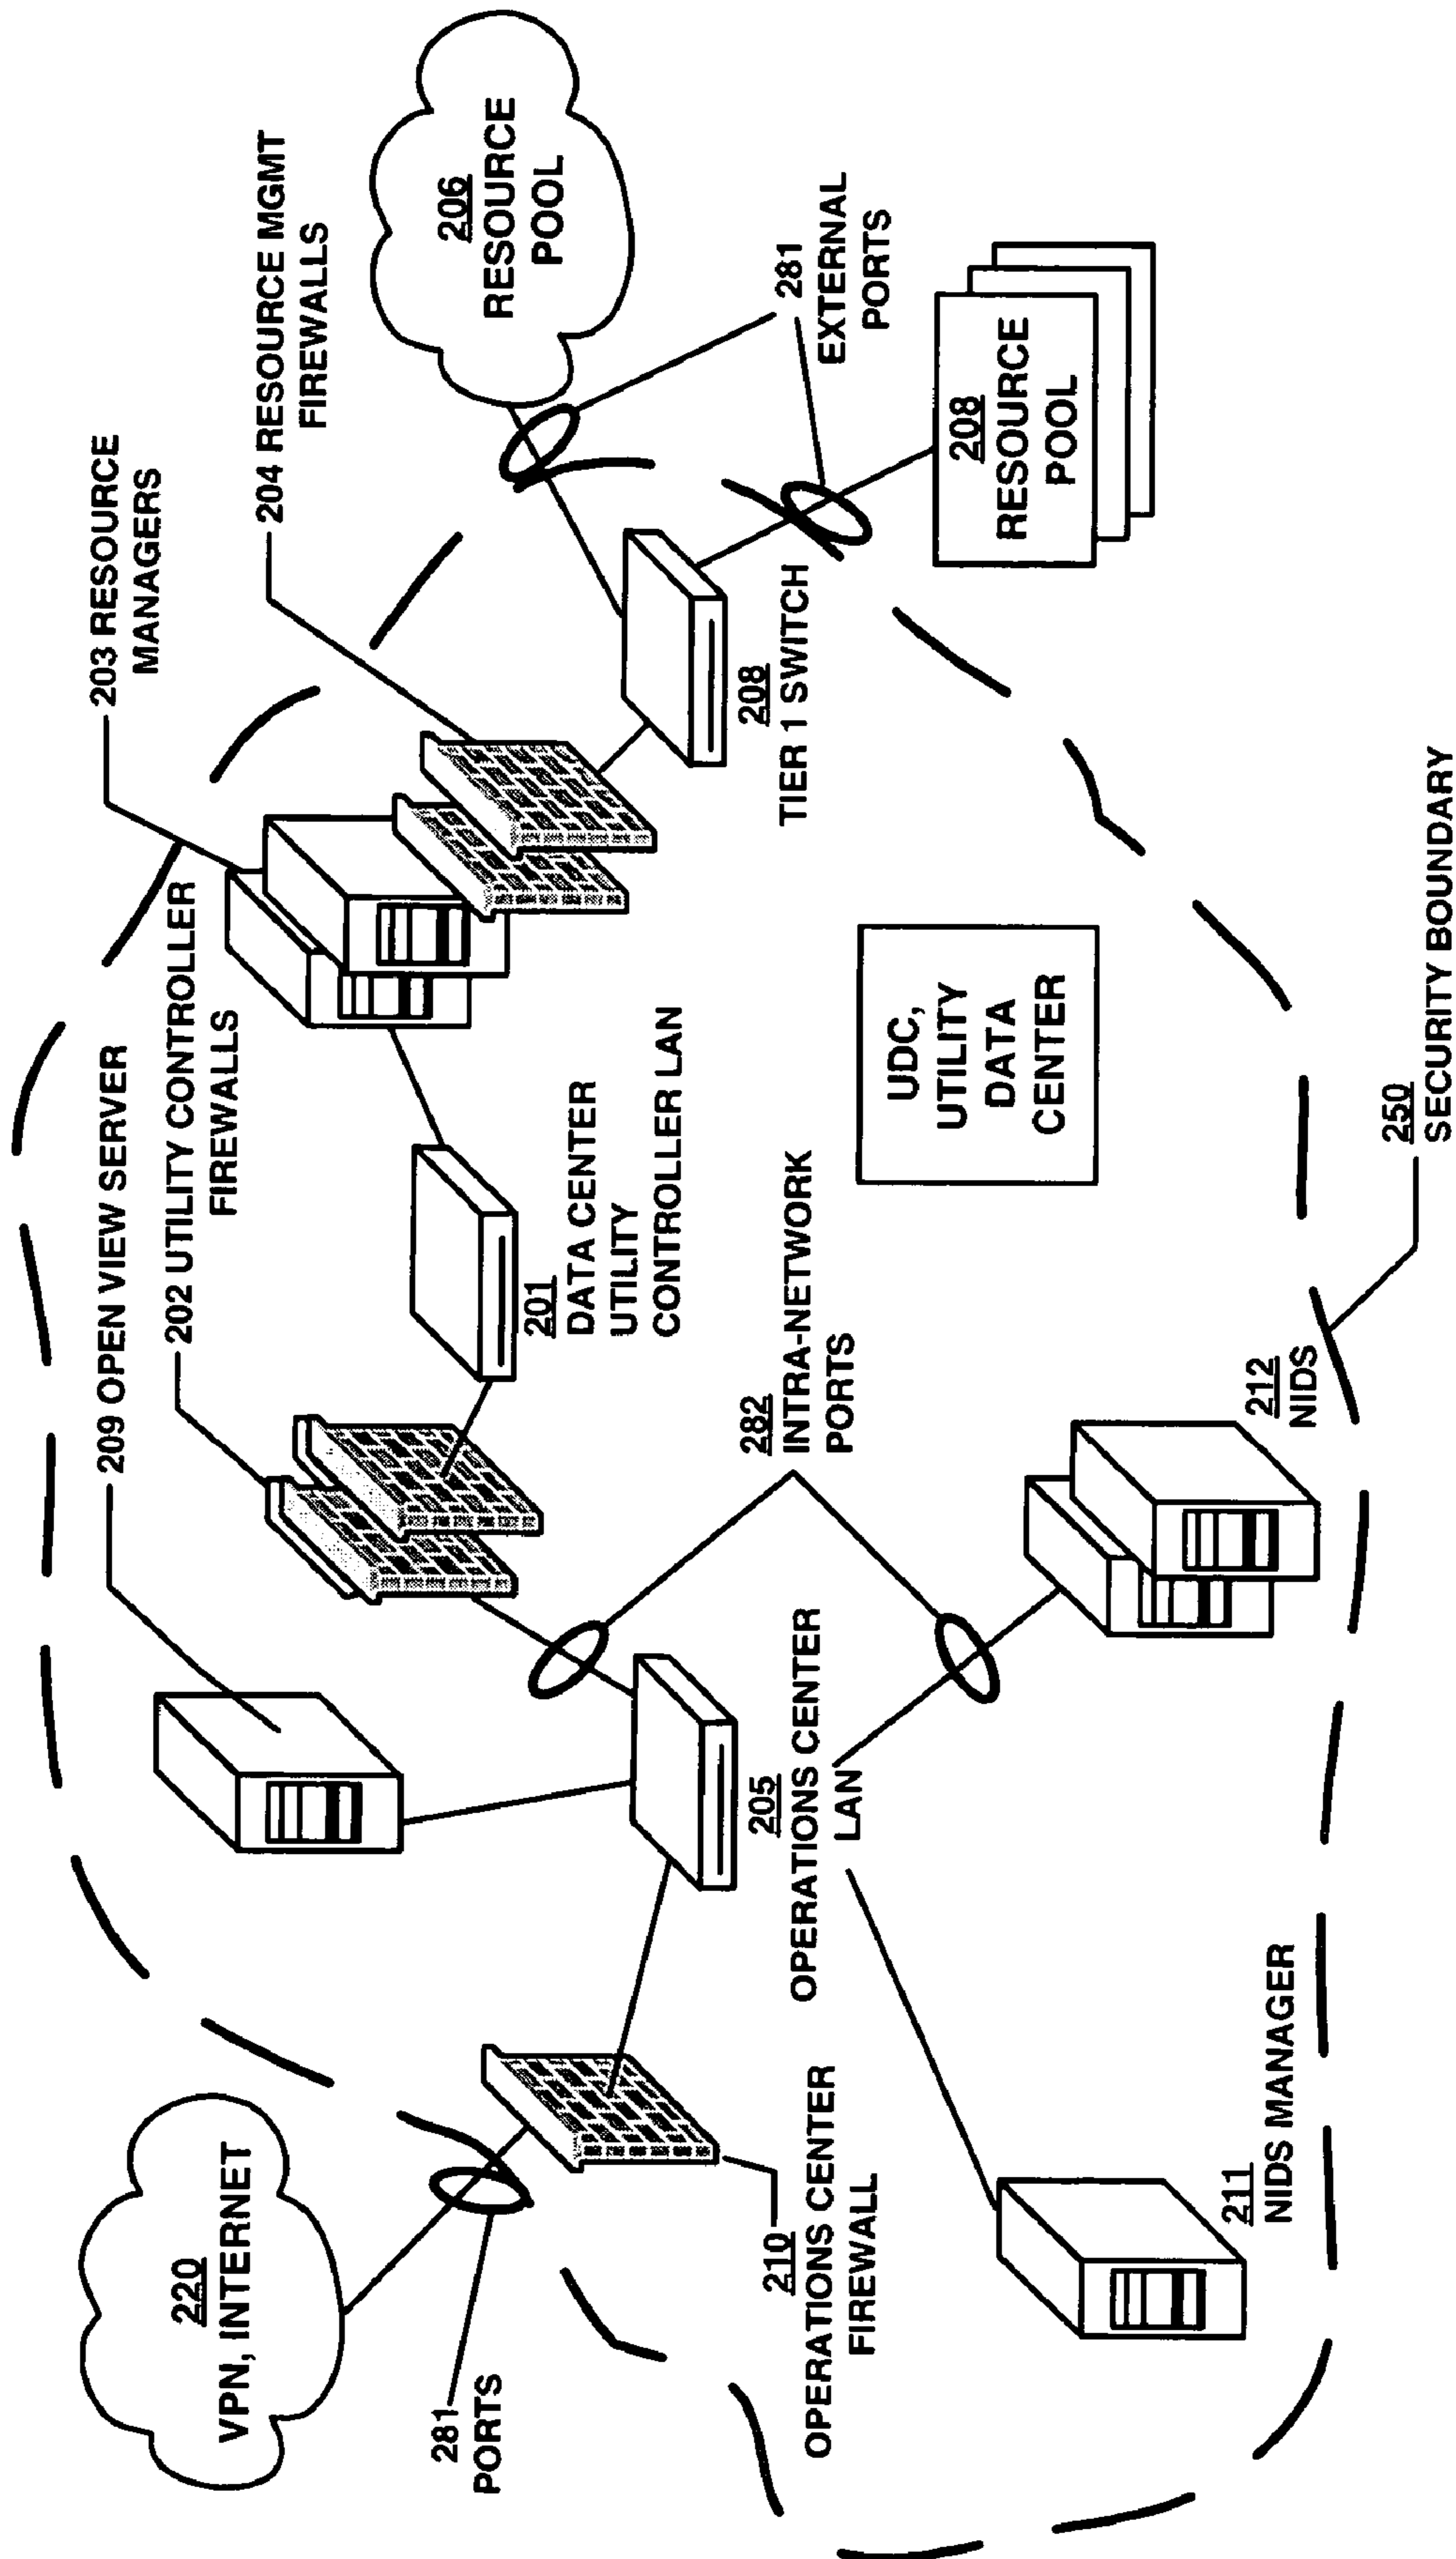 220
VPN, INTERNET
281
PORTS
210
OPERATIONS CENTER
FIREWALL
209 OPEN VIEW SERVER
202 UTILITY CONTROLLER
FIREWALLS
203 RESOURCE
MANAGERS
204 RESOURCE MGMT
FIREWALLS
206
RESOURCE
POOL
281
EXTERNAL
PORTS
208
RESOURCE
POOL
208
TIER 1 SWITCH
201
DATA CENTER
UTILITY
CONTROLLER LAN
205
OPERATIONS CENTER
LAN
282
INTRA-NETWORK
PORTS
UDC,
UTILITY
DATA
CENTER
211
NIDS MANAGER
212
NIDS
250
SECURITY BOUNDARY